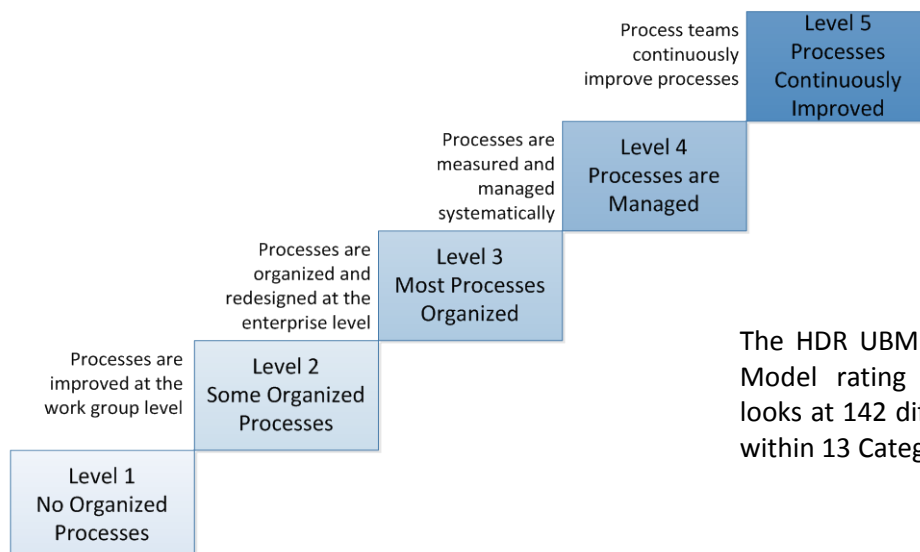 Process teams
continuously
improve processes
Level 5
Processes
Continuously
Improved
Processes are
measured and
managed
systematically
Level 4
Processes are
Managed
Processes are
organized and
redesigned at the
enterprise level
Level 3
Most Processes
Organized
Processes are
improved at the
work group level
Level 2
Some Organized
Processes
Level 1
No Organized
Processes
The HDR UBM
Model rating
looks at 142
within 13